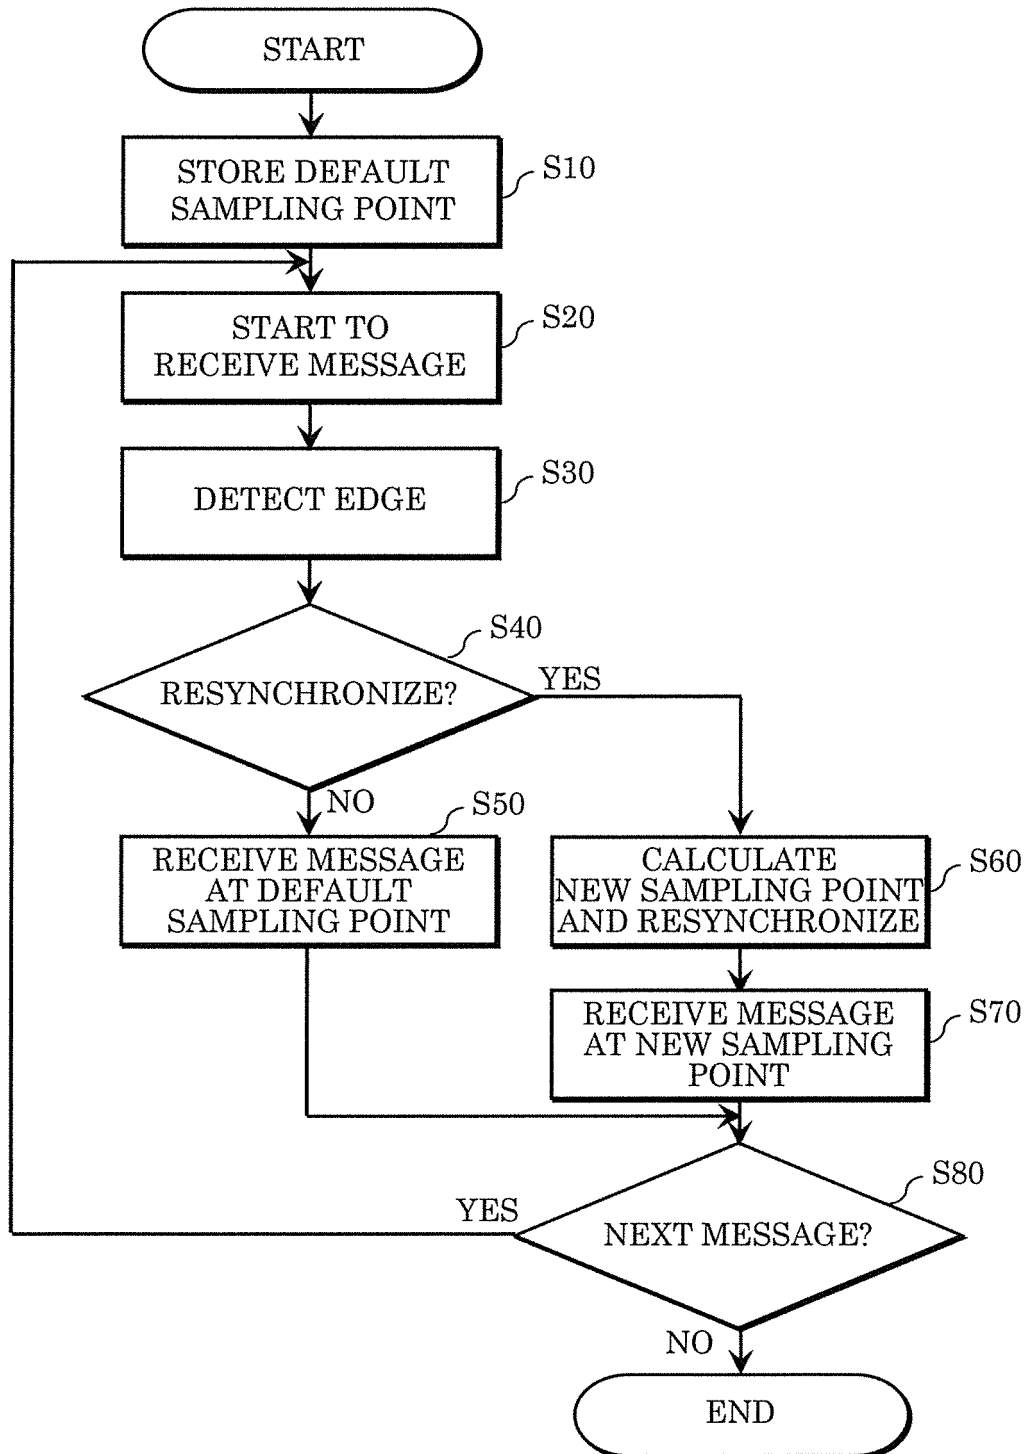 START
STORE DEFAULT
SAMPLING POINT
S10
START TO
RECEIVE MESSAGE
S20
DETECT EDGE
S30
RESYNCHRONIZE?
S40
YES
NO
RECEIVE MESSAGE
AT DEFAULT
SAMPLING POINT
S50
CALCULATE
NEW SAMPLING POINT
AND RESYNCHRONIZE
S60
RECEIVE MESSAGE
AT NEW SAMPLING
POINT
S70
NEXT MESSAGE?
S80
YES
NO
END